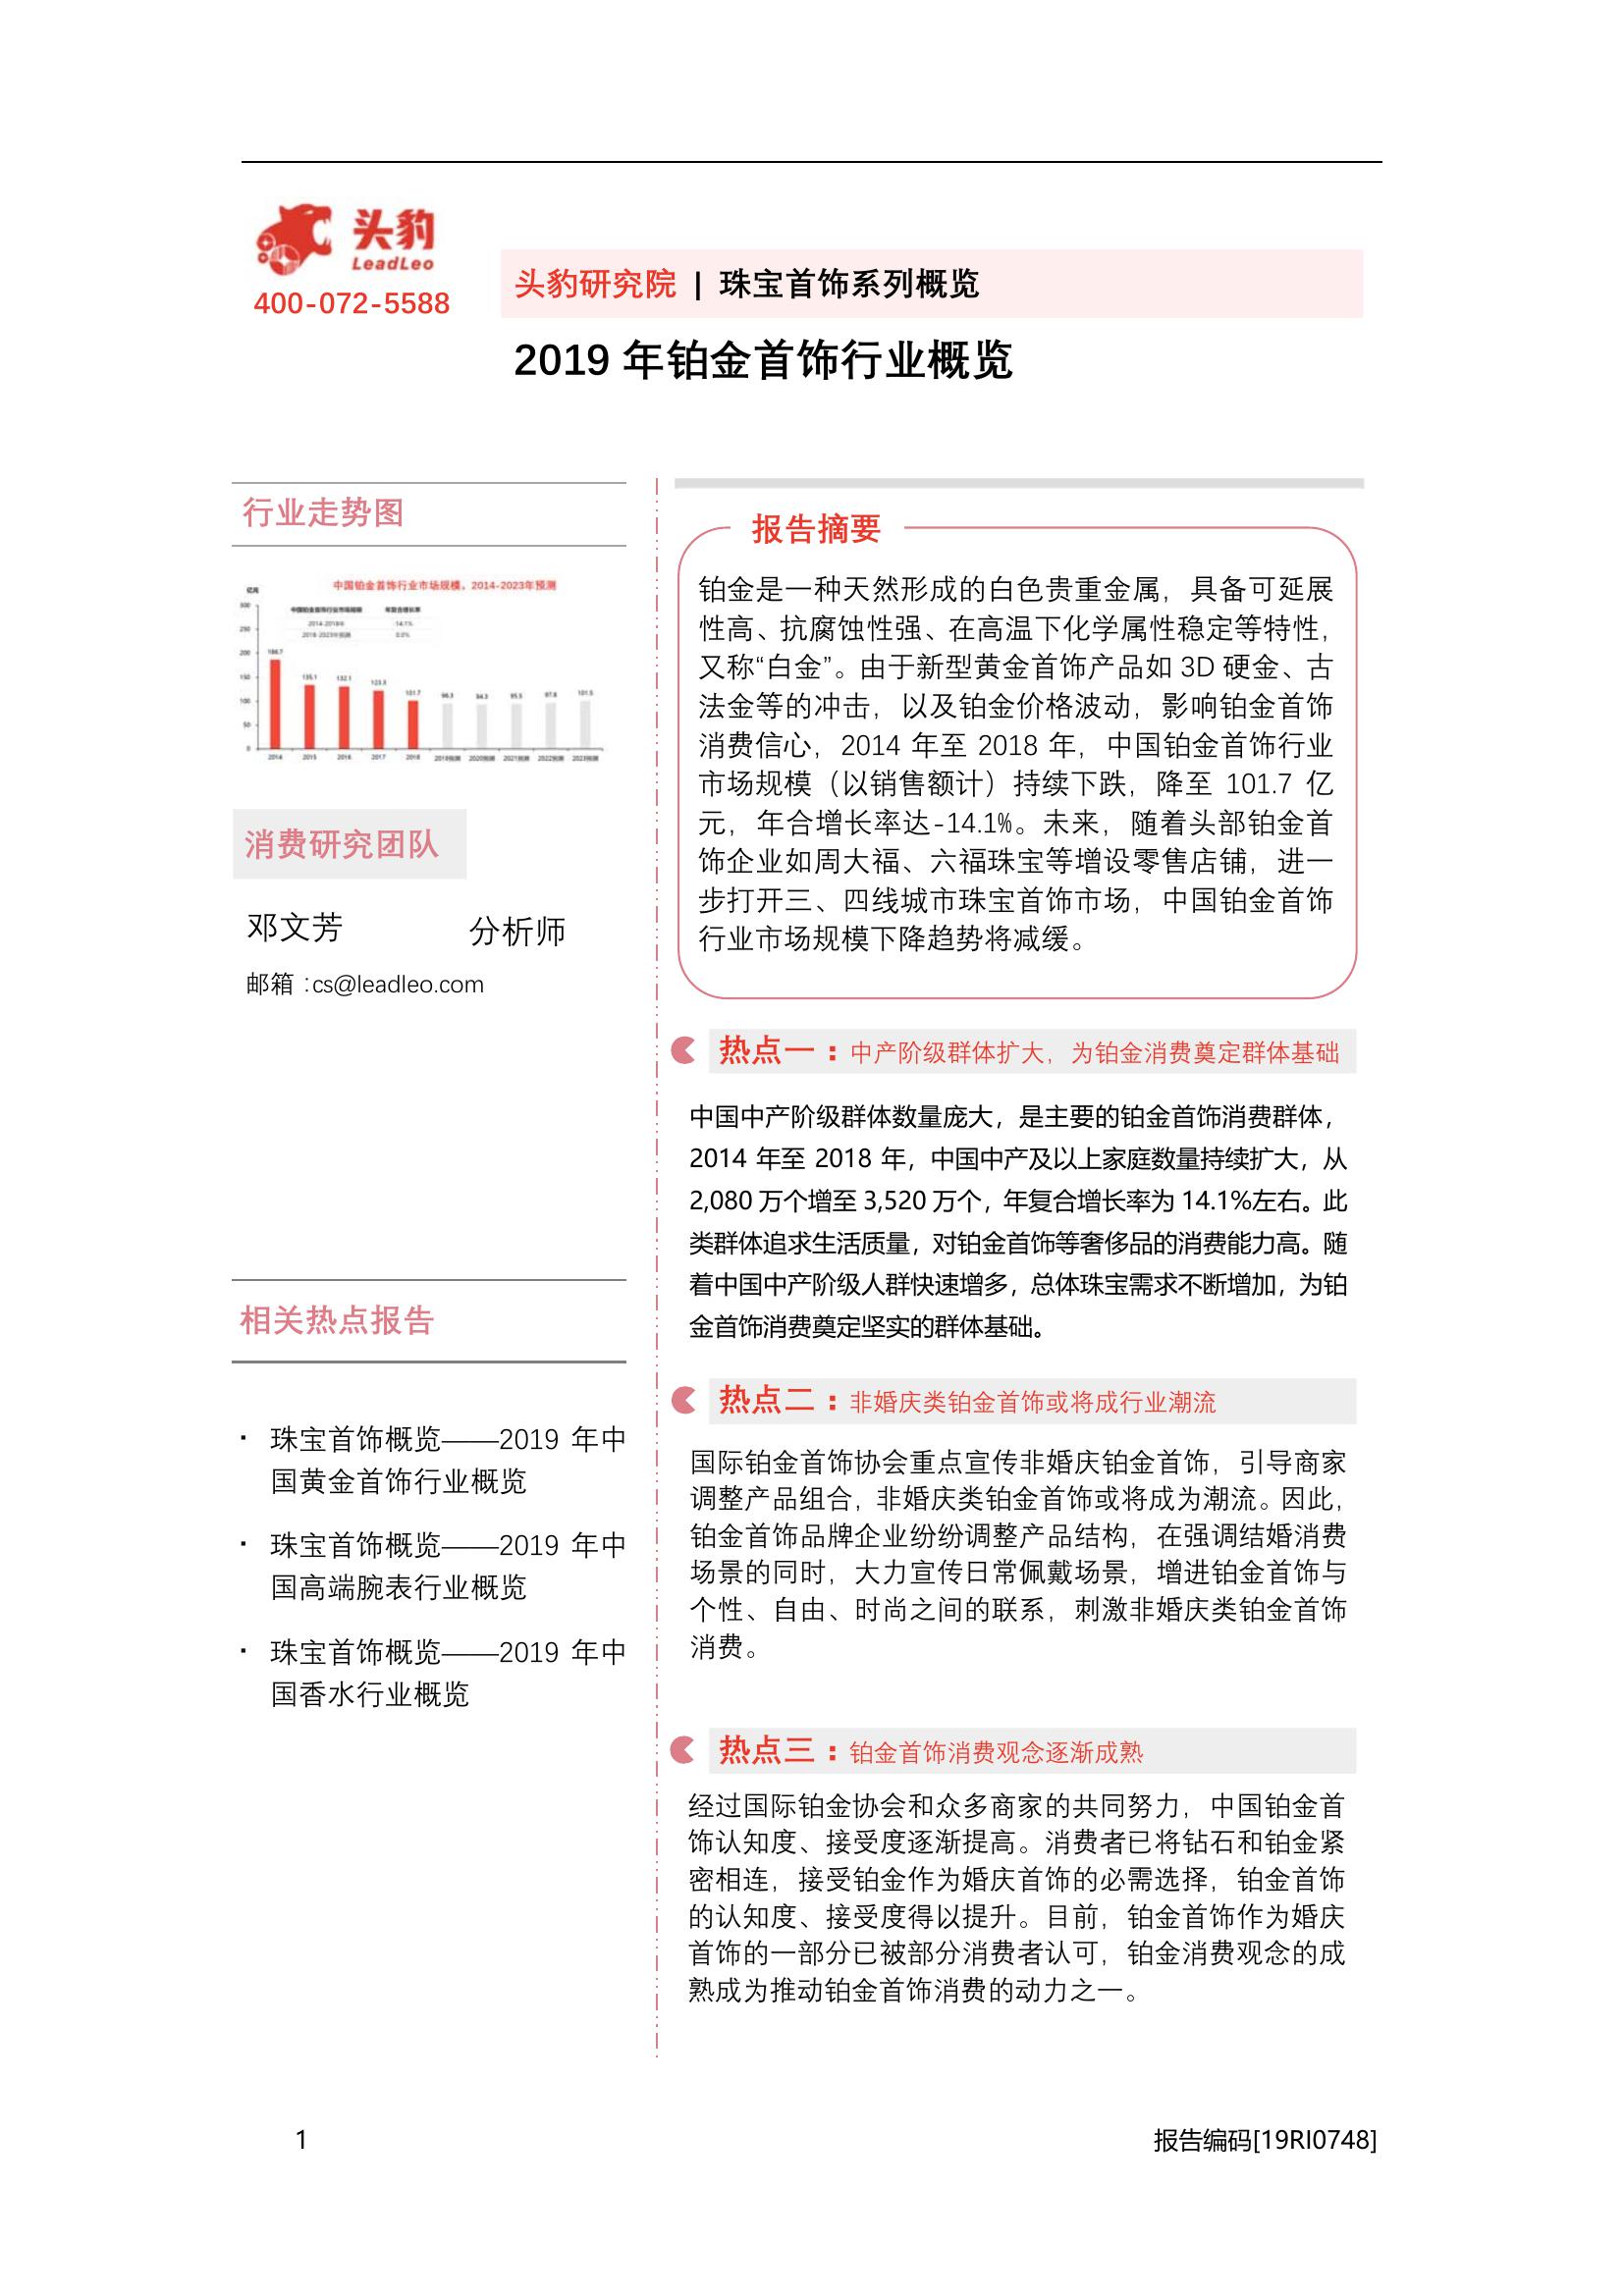 头豹
LeadLeo
400-072-5588
头豹研究院 | 珠宝首饰系列概览
2019 年铂金首饰行业概览
行业走势图
中国铂金首饰行业市场规模，2014-2023年预测
亿元
中国铂金首饰行业市场规模 年复合增长率
2014-2018年 -14.1%
2018-2023年预测 0.0%
300
250
200
150
100
50
0
186.7
135.1
132.1
123.3
101.7
96.3
94.3
95.5
97.8
101.5
2014 2015 2016 2017 2018 2019预测 2020预测 2021预测 2022预测 2023预测
消费研究团队
邓文芳 分析师
邮箱：cs@leadleo.com
相关热点报告
· 珠宝首饰概览——2019 年中
国黄金首饰行业概览
· 珠宝首饰概览——2019 年中
国高端腕表行业概览
· 珠宝首饰概览——2019 年中
国香水行业概览
报告摘要
铂金是一种天然形成的白色贵重金属，具备可延展
性高、抗腐蚀性强、在高温下化学属性稳定等特性，
又称“白金”。由于新型黄金首饰产品如 3D 硬金、古
法金等的冲击，以及铂金价格波动，影响铂金首饰
消费信心，2014 年至 2018 年，中国铂金首饰行业
市场规模（以销售额计）持续下跌，降至 101.7 亿
元，年合增长率达-14.1%。未来，随着头部铂金首
饰企业如周大福、六福珠宝等增设零售店铺，进一
步打开三、四线城市珠宝首饰市场，中国铂金首饰
行业市场规模下降趋势将减缓。
热点一：中产阶级群体扩大，为铂金消费奠定群体基础
中国中产阶级群体数量庞大，是主要的铂金首饰消费群体，
2014 年至 2018 年，中国中产及以上家庭数量持续扩大，从
2,080 万个增至 3,520 万个，年复合增长率为 14.1%左右。此
类群体追求生活质量，对铂金首饰等奢侈品的消费能力高。随
着中国中产阶级人群快速增多，总体珠宝需求不断增加，为铂
金首饰消费奠定坚实的群体基础。
热点二：非婚庆类铂金首饰或将成行业潮流
国际铂金首饰协会重点宣传非婚庆铂金首饰，引导商家
调整产品组合，非婚庆类铂金首饰或将成为潮流。因此，
铂金首饰品牌企业纷纷调整产品结构，在强调结婚消费
场景的同时，大力宣传日常佩戴场景，增进铂金首饰与
个性、自由、时尚之间的联系，刺激非婚庆类铂金首饰
消费。
热点三：铂金首饰消费观念逐渐成熟
经过国际铂金协会和众多商家的共同努力，中国铂金首
饰认知度、接受度逐渐提高。消费者已将钻石和铂金紧
密相连，接受铂金作为婚庆首饰的必需选择，铂金首饰
的认知度、接受度得以提升。目前，铂金首饰作为婚庆
首饰的一部分已被部分消费者认可，铂金消费观念的成
熟成为推动铂金首饰消费的动力之一。
1 报告编码[19RI0748]